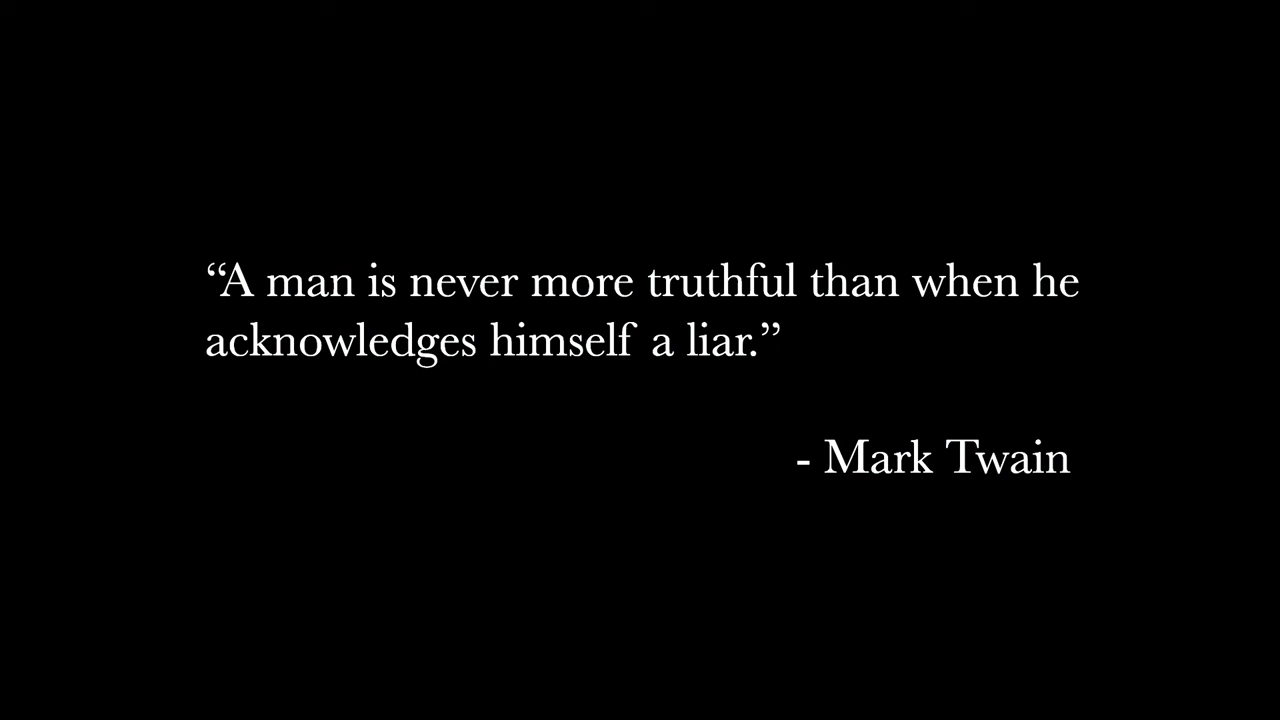 “A man is never more truthful than when he
acknowledges himself a liar.”
- Mark Twain